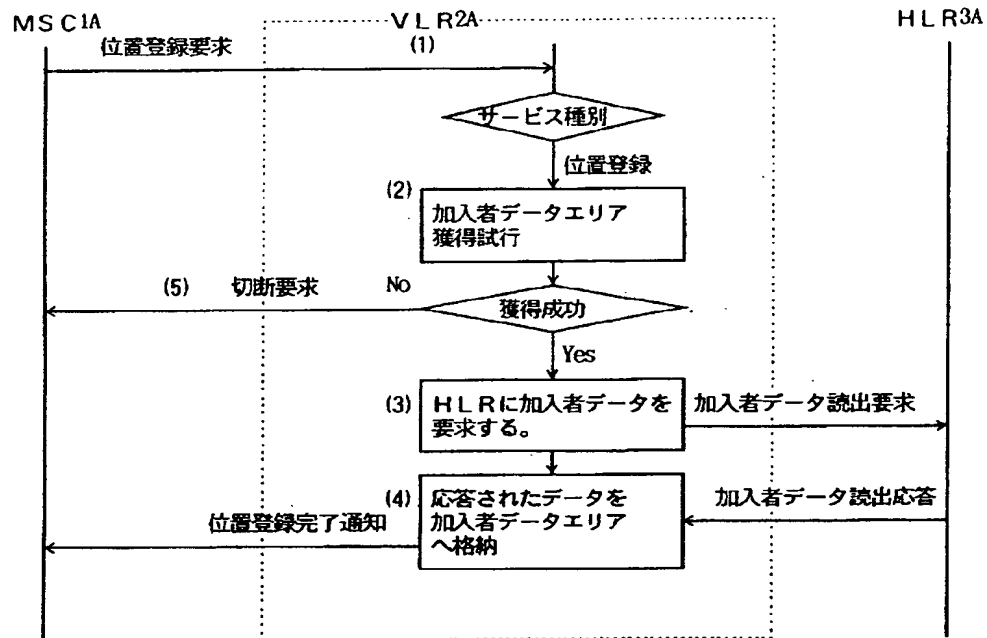 MSC1A
VLR2A
HLR3A
位置登録要求
(1)
サービス種別
位置登録
(2)
加入者データエリア
獲得試行
(5) 切断要求
No
獲得成功
Yes
(3)
HLRに加入者データを
要求する。
加入者データ読出要求
(4)
応答されたデータを
加入者データエリア
へ格納
加入者データ読出応答
位置登録完了通知